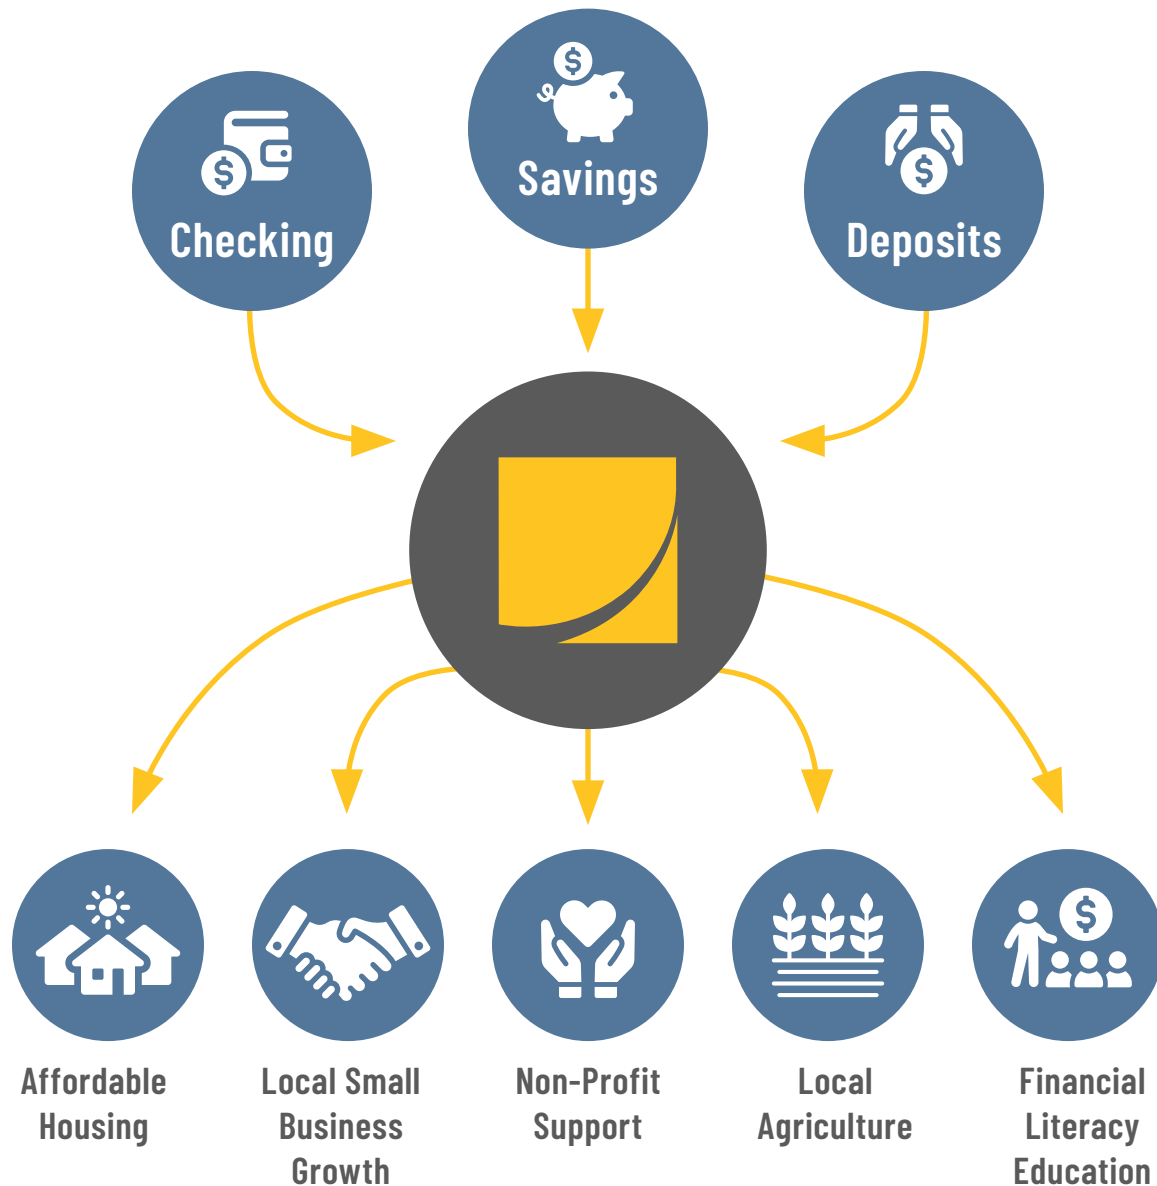 Checking
Savings
Deposits
Affordable
Housing
Local Small
Business
Growth
Non-Profit
Support
Local
Agriculture
Financial
Literacy
Education